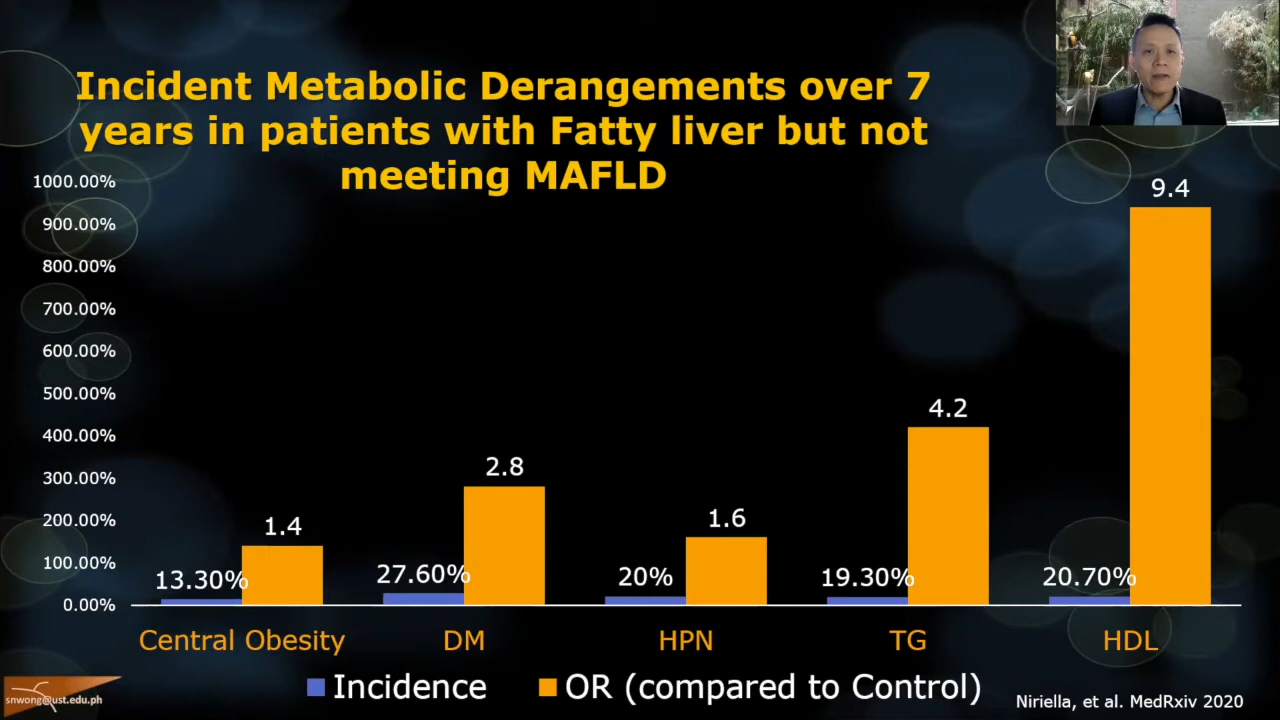 Incident Metabolic Derangements over 7
years in patients with Fatty liver but not
meeting MAFLD
1000.00%
900.00%
800.00%
700.00%
600.00%
500.00%
400.00%
300.00%
200.00%
100.00%
0.00%
13.30%
1.4
27.60%
2.8
20%
1.6
19.30%
4.2
20.70%
9.4
Central Obesity
DM
HPN
TG
HDL
Incidence
OR (compared to Control)
snwong@ust.edu.ph
Niriella, et al. MedRxiv 2020